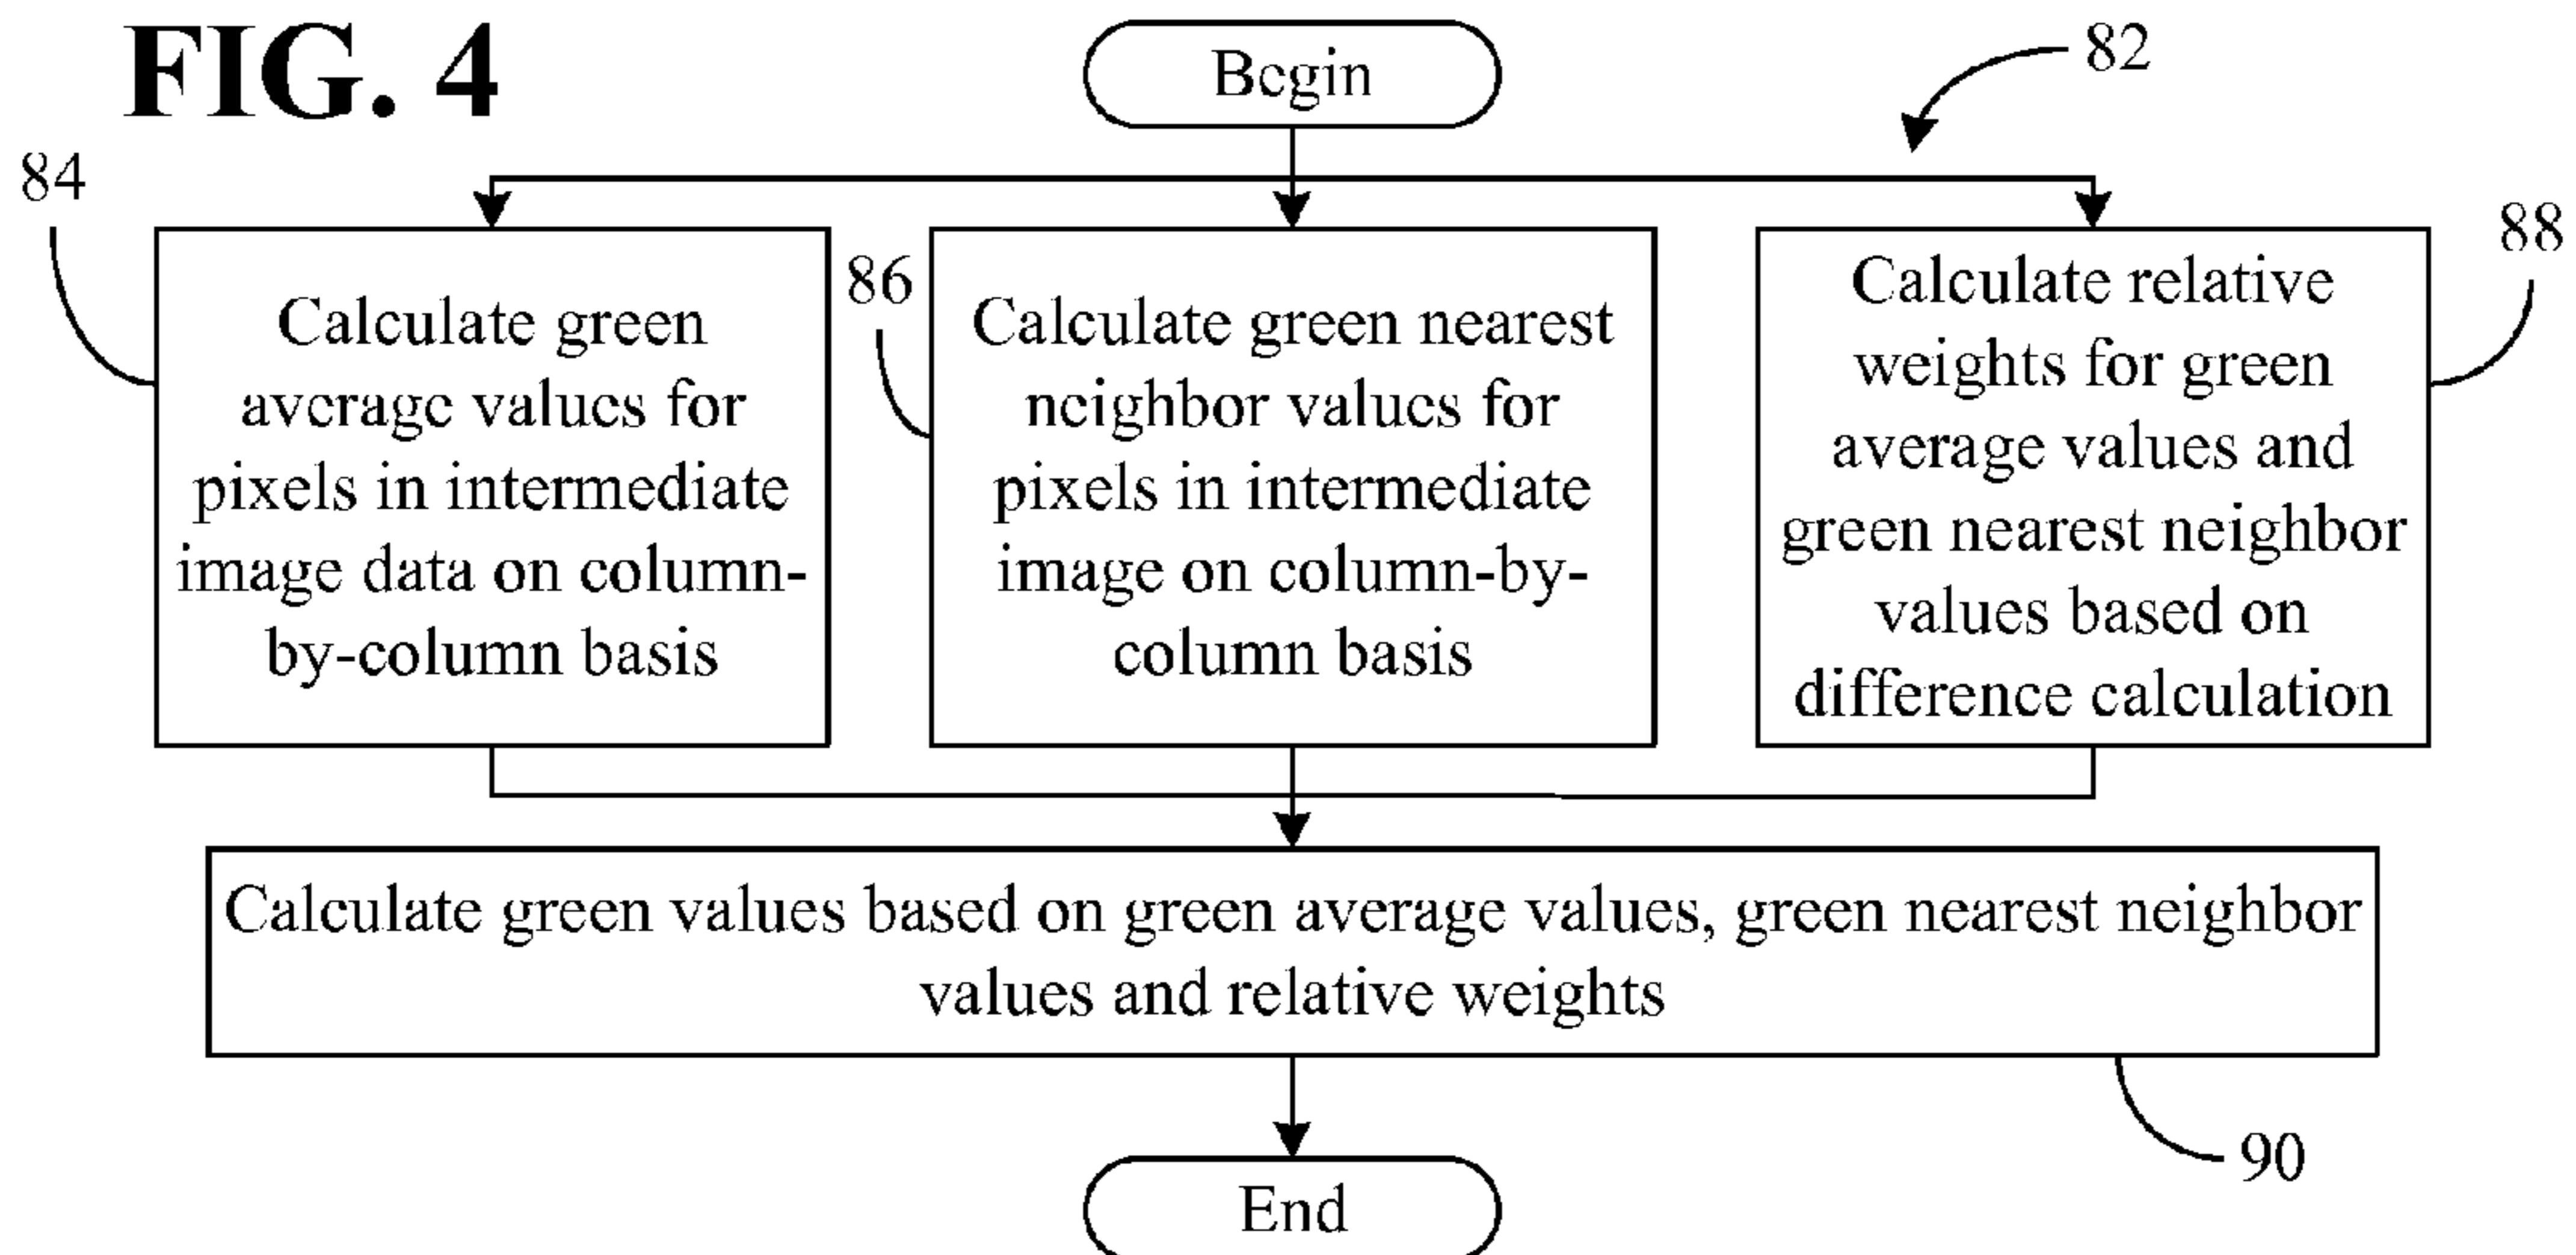 FIG. 4
Begin
82
84
Calculate green
average values for
pixels in intermediate
image data on column-
by-column basis
86
Calculate green nearest
neighbor values for
pixels in intermediate
image on column-by-
column basis
88
Calculate relative
weights for green
average values and
green nearest neighbor
values based on
difference calculation
Calculate green values based on green average values, green nearest neighbor
values and relative weights
90
End